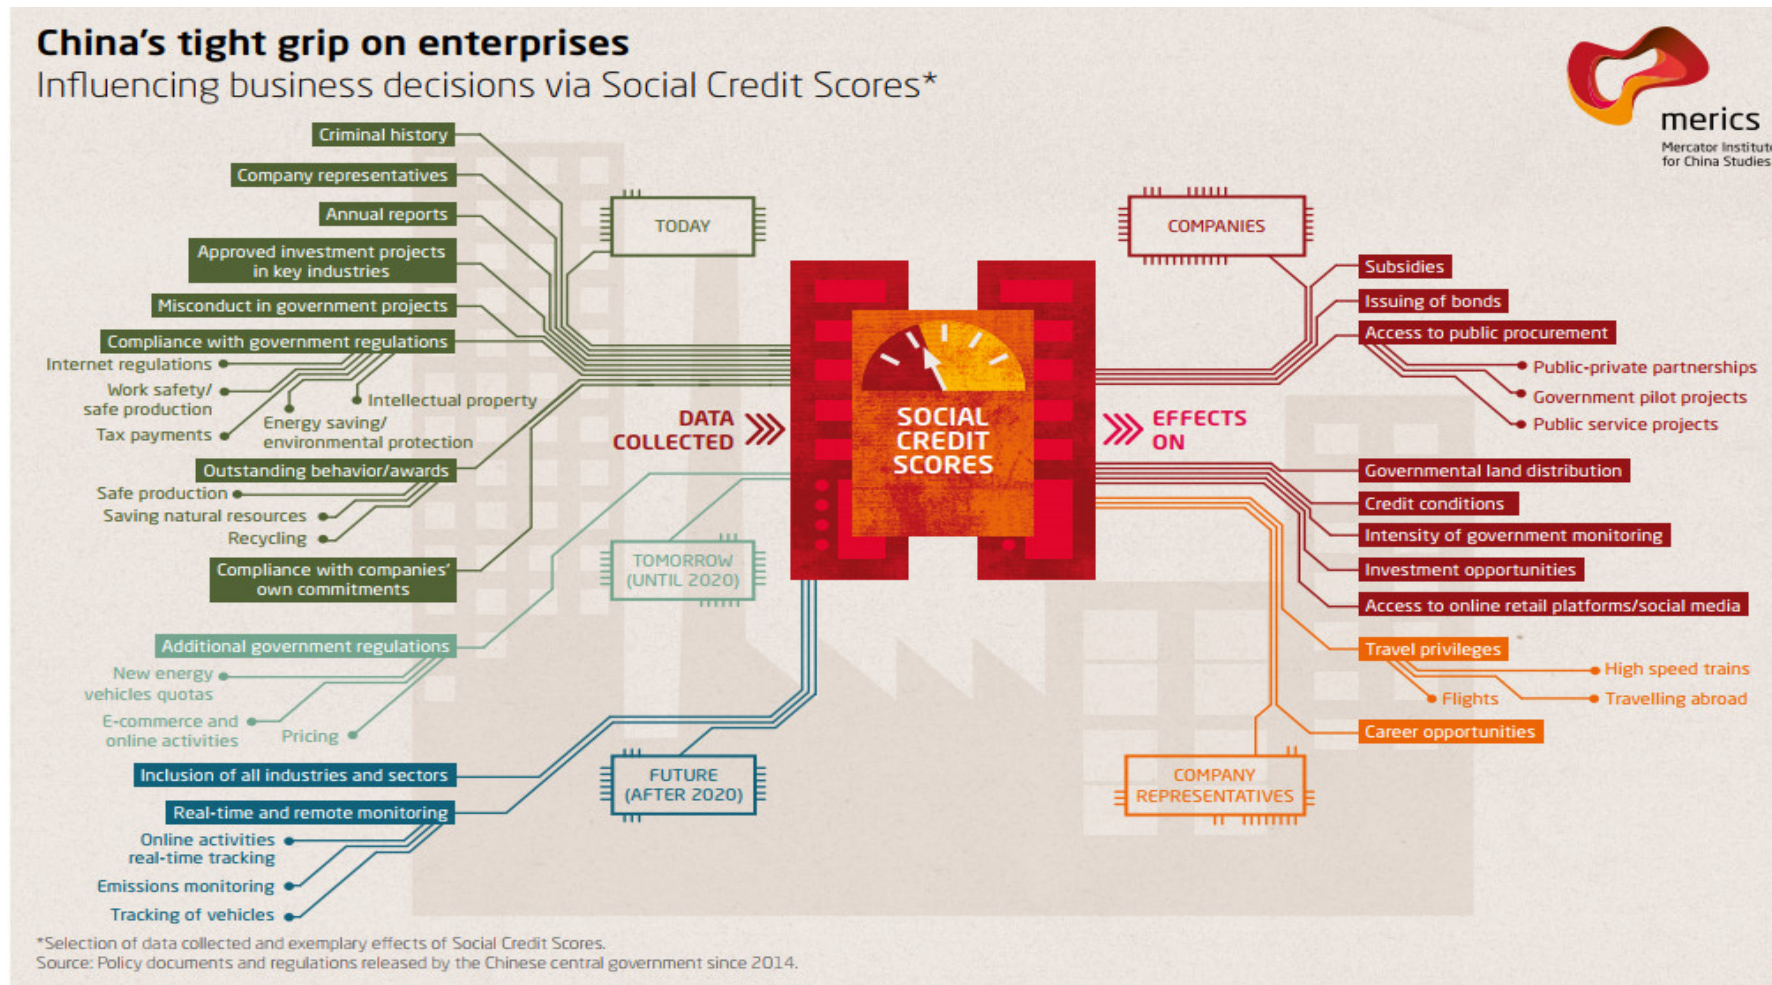 China's tight grip on enterprises
Influencing business decisions via Social Credit Scores*
merics
Mercator Institute
for China Studies
Criminal history
Company representatives
Annual reports
Approved investment projects
in key industries
Misconduct in government projects
Compliance with government regulations
Internet regulations
Work safety/
safe production
Tax payments
Energy saving/
environmental protection
Intellectual property
Outstanding behavior/awards
Safe production
Saving natural resources
Recycling
Compliance with companies'
own commitments
TODAY
DATA
COLLECTED
TOMORROW
(UNTIL 2020)
Additional government regulations
New energy
vehicles quotas
E-commerce and
online activities
Pricing
FUTURE
(AFTER 2020)
Inclusion of all industries and sectors
Real-time and remote monitoring
Online activities
real-time tracking
Emissions monitoring
Tracking of vehicles
SOCIAL
CREDIT
SCORES
EFFECTS
ON
COMPANIES
Subsidies
Issuing of bonds
Access to public procurement
Public-private partnerships
Government pilot projects
Public service projects
Governmental land distribution
Credit conditions
Intensity of government monitoring
Investment opportunities
Access to online retail platforms/social media
COMPANY
REPRESENTATIVES
Travel privileges
High speed trains
Flights
Travelling abroad
Career opportunities
*Selection of data collected and exemplary effects of Social Credit Scores.
Source: Policy documents and regulations released by the Chinese central government since 2014.